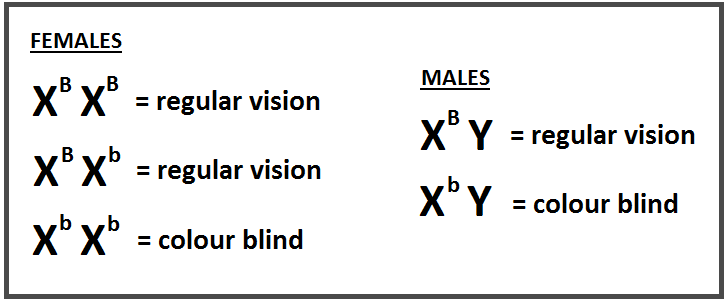 FEMALES
X^B X^B = regular vision
X^B X^b = regular vision
X^b X^b = colour blind
MALES
X^B Y = regular vision
X^b Y = colour blind